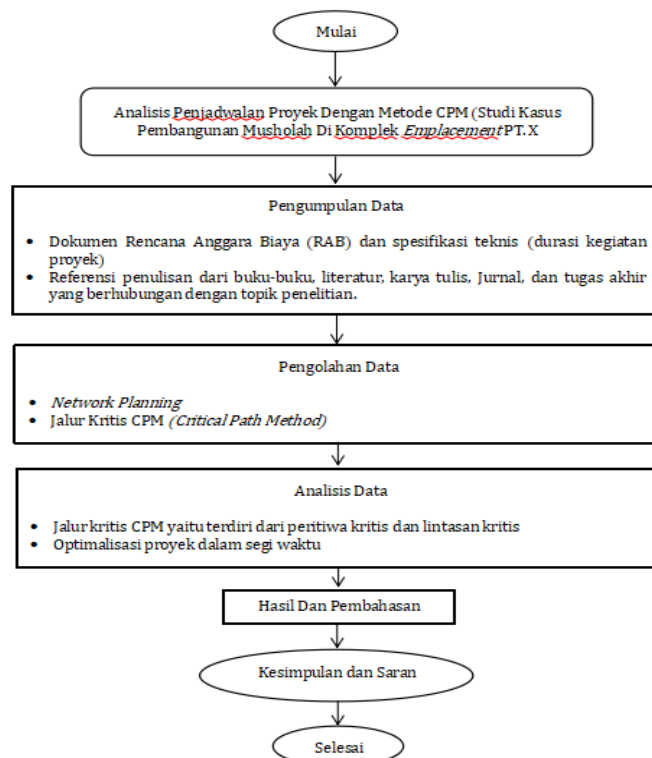 Mulai
Analisis Penjadwalan Proyek Dengan Metode CPM (Studi Kasus
Pembangunan Musholah Di Komplek Emplacement PT. X
Pengumpulan Data
• Dokumen Rencana Anggara Biaya (RAB) dan spesifikasi teknis (durasi kegiatan
proyek)
• Referensi penulisan dari buku-buku, literatur, karya tulis, Jurnal, dan tugas akhir
yang berhubungan dengan topik penelitian.
Pengolahan Data
• Network Planning
• Jalur Kritis CPM (Critical Path Method)
Analisis Data
• Jalur kritis CPM yaitu terdiri dari peritiwa kritis dan lintasan kritis
• Optimalisasi proyek dalam segi waktu
Hasil Dan Pembahasan
Kesimpulan dan Saran
Selesai